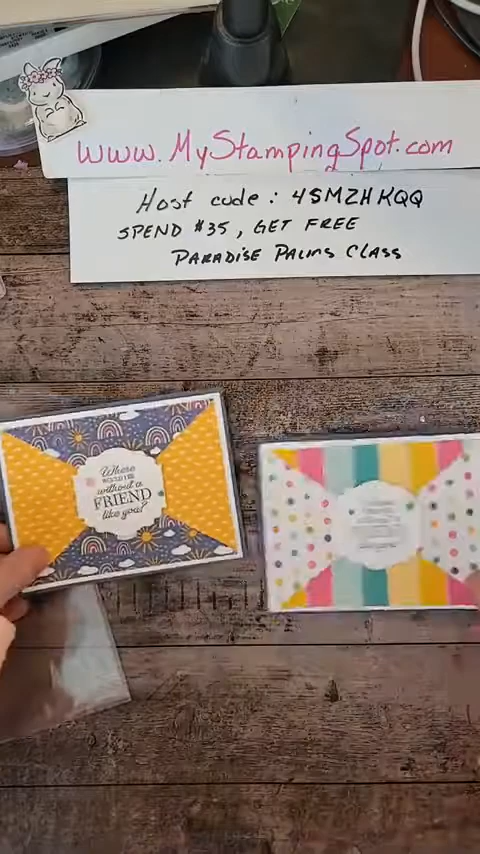 www.MyStampingSpot.com
Host code: 4SMZHKQQ
SPEND $35, GET FREE
PARADISE PALMS CLASS
Where
WOULD I BE
without a
FRIEND
like you?